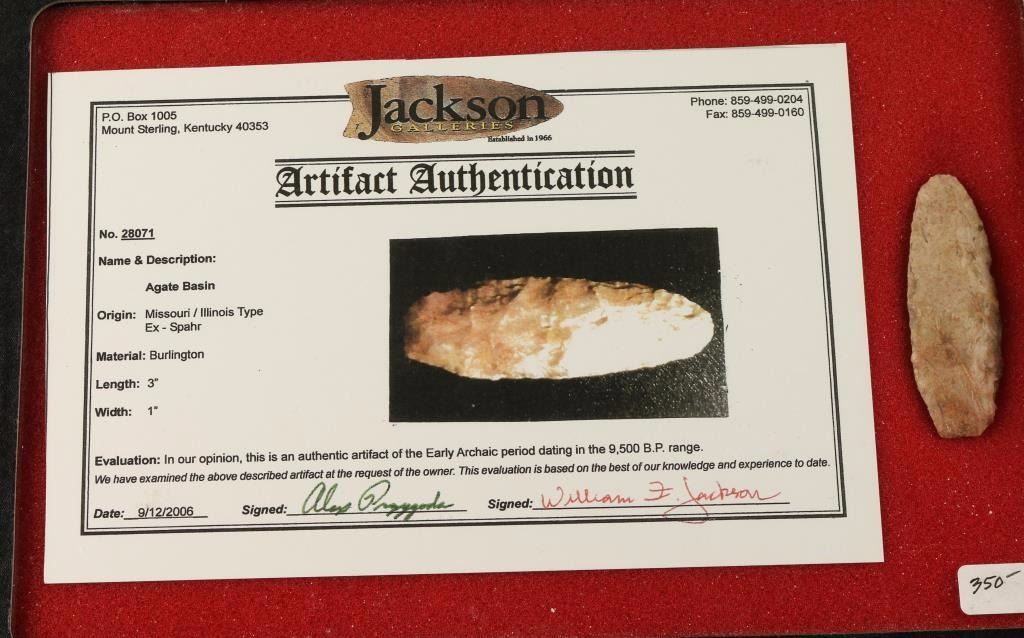 P.O. Box 1005
Mount Sterling, Kentucky 40353
Jackson
GALLERIES
Established in 1966
Phone: 859-499-0204
Fax: 859-499-0160
Artifact Authentication
No. 28071
Name & Description:
Agate Basin
Origin: Missouri / Illinois Type
Ex - Spahr
Material: Burlington
Length: 3"
Width: 1"
Evaluation: In our opinion, this is an authentic artifact of the Early Archaic period dating in the 9,500 B.P. range.
We have examined the above described artifact at the request of the owner. This evaluation is based on the best of our knowledge and experience to date.
Date: 9/12/2006 Signed: Alex Przygoda Signed: William F. Jackson
350-